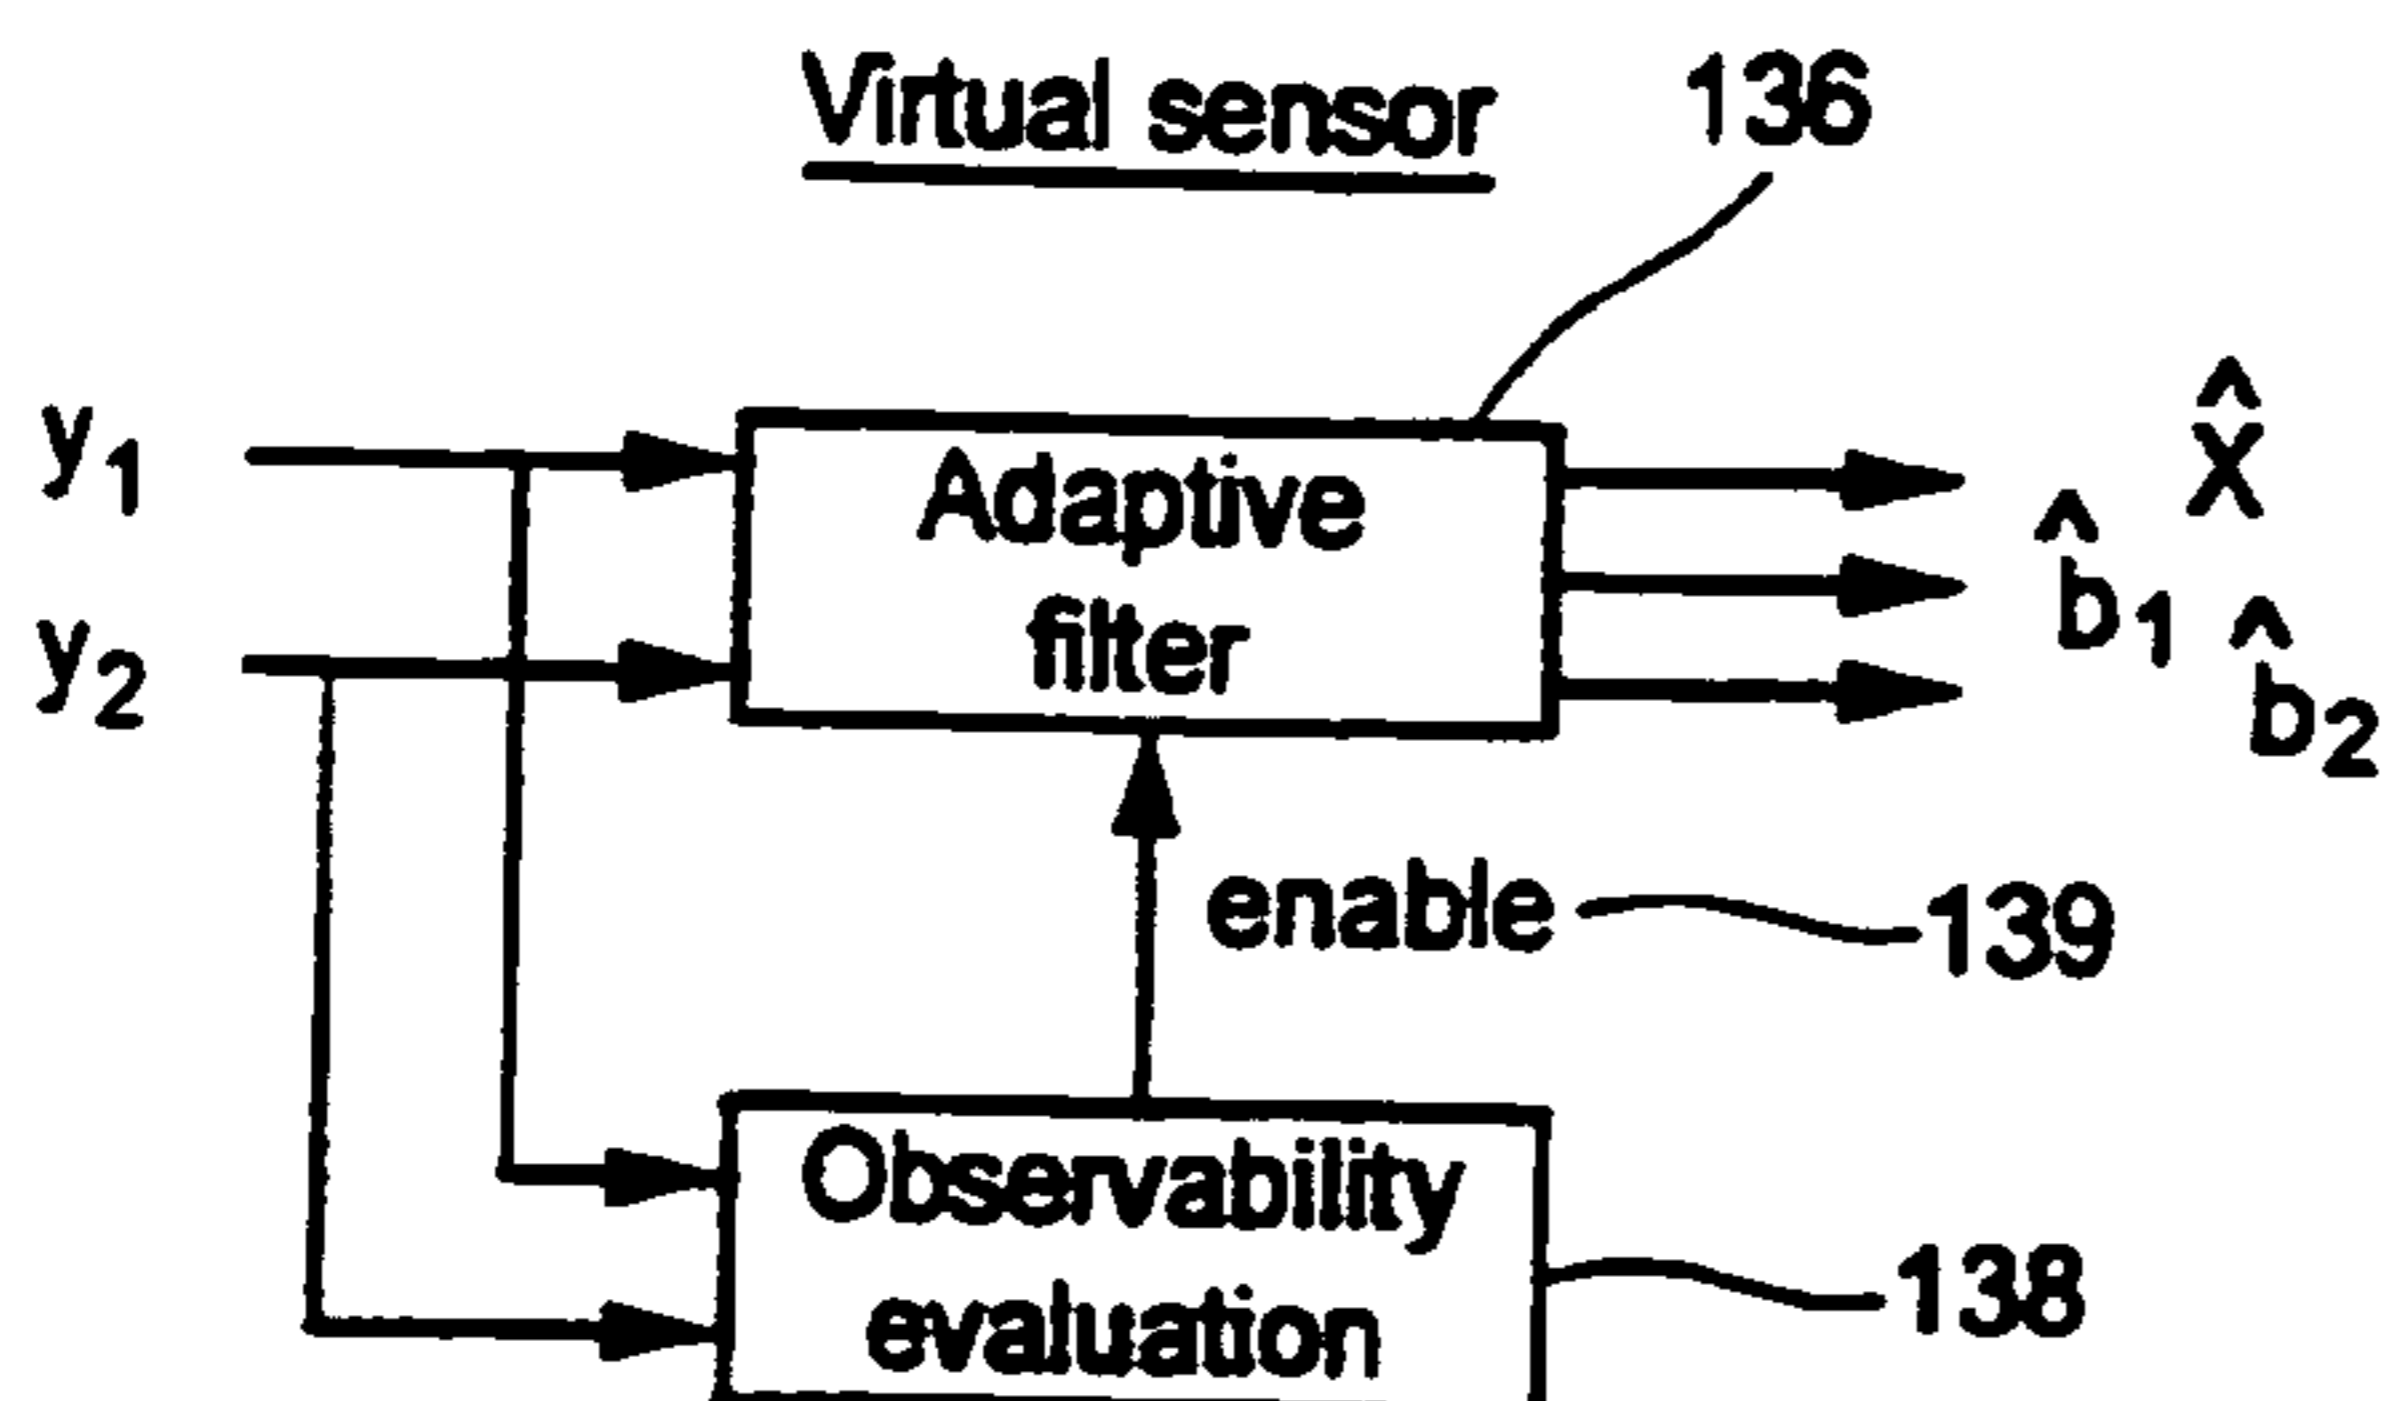 Virtual sensor
136
y1
Adaptive
filter
x̂
b̂1
y2
b̂2
enable
139
Observability
evaluation
138